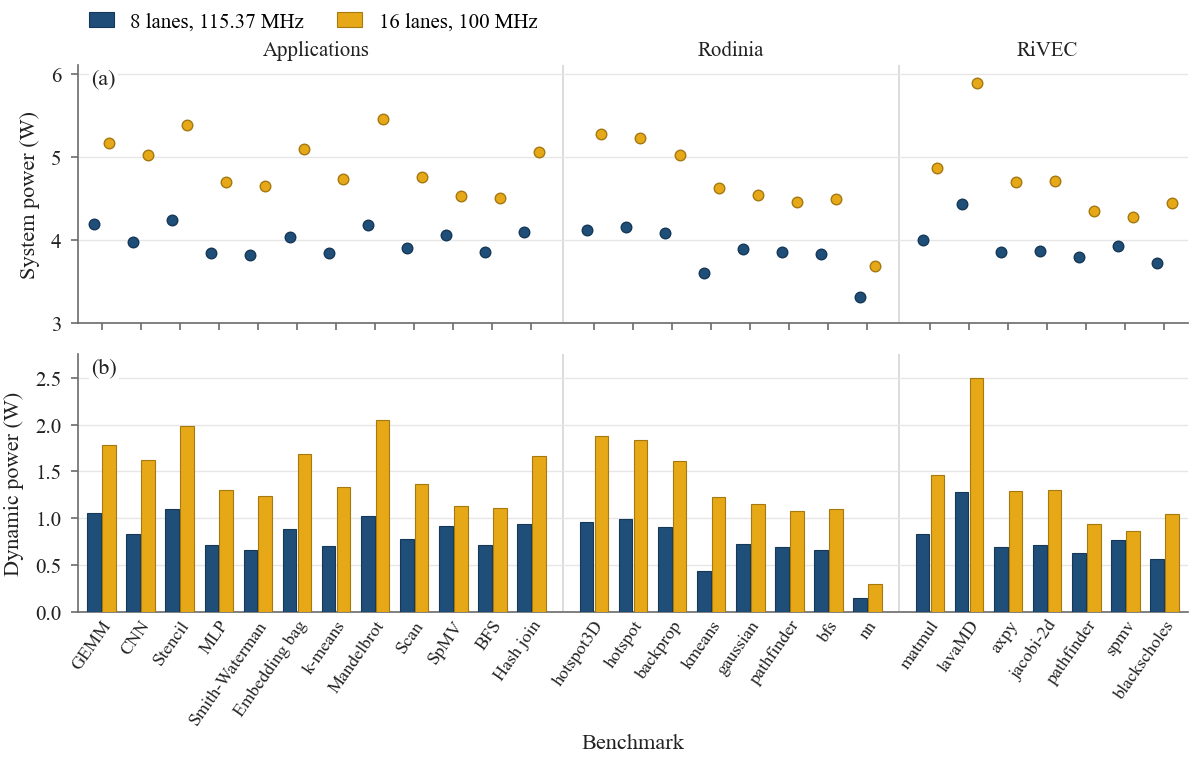 8 lanes, 115.37 MHz 16 lanes, 100 MHz
Applications Rodinia RiVEC
(a)
System power (W)
6
5
4
3
(b)
Dynamic power (W)
2.5
2.0
1.5
1.0
0.5
0.0
GEMM
CNN
Stencil
MLP
Smith-Waterman
Embedding bag
k-means
Mandelbrot
Scan
SpMV
BFS
Hash join
hotspot3D
hotspot
backprop
kmeans
gaussian
pathfinder
bfs
nn
matmul
lavaMD
axpy
jacobi-2d
pathfinder
spmv
blackscholes
Benchmark